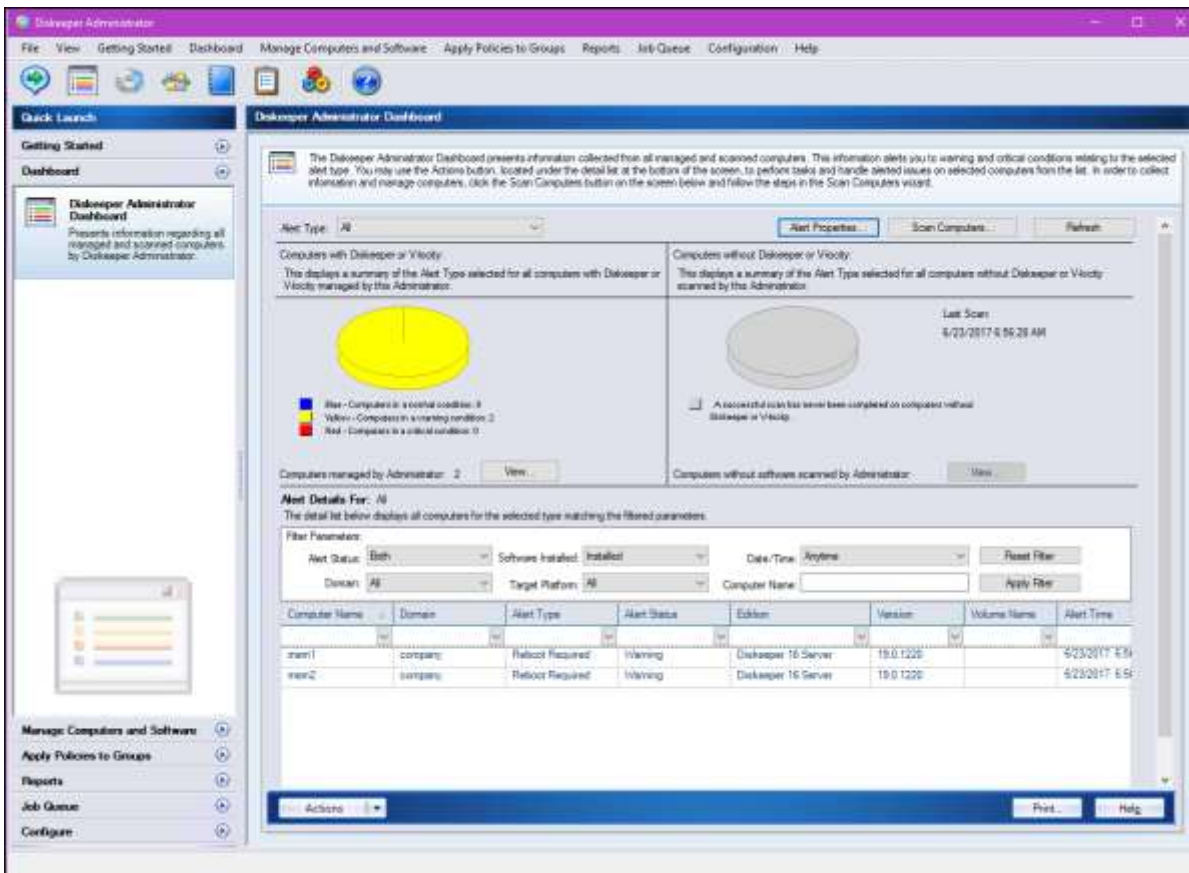 Diskeeper Administrator
File View Getting Started Dashboard Manage Computers and Software Apply Policies to Groups Reports Job Queue Configuration Help
Quick Launch
Diskeeper Administrator Dashboard
Getting Started
Dashboard
Diskeeper Administrator
Dashboard
Presents information regarding all
managed and scanned computers
by Diskeeper Administrator.
The Diskeeper Administrator Dashboard presents information collected from all managed and scanned computers. This information alerts you to warning and critical conditions relating to the selected
alert type. You may use the Actions button, located under the detail list at the bottom of the screen, to perform tasks and handle alerted issues on selected computers from the list. In order to collect
information and manage computers, click the Scan Computers button on the screen below and follow the steps in the Scan Computers wizard.
Alert Type: All
Alert Properties...
Scan Computers...
Refresh
Computers with Diskeeper or V-locity
This displays a summary of the Alert Type selected for all computers with Diskeeper or
V-locity managed by this Administrator.
Computers without Diskeeper or V-locity
This displays a summary of the Alert Type selected for all computers without Diskeeper or V-locity
scanned by this Administrator.
Last Scan:
6/23/2017 6:56:28 AM
Blue - Computers in a normal condition: 0
Yellow - Computers in a warning condition: 2
Red - Computers in a critical condition: 0
A successful scan has never been completed on computers without
Diskeeper or V-locity.
Computers managed by Administrator: 2 View...
Computers without software scanned by Administrator: View...
Alert Details For: All
The detail list below displays all computers for the selected type matching the filtered parameters.
Filter Parameters:
Alert Status: Both Software Installed: Installed Date/Time: Anytime Reset Filter
Domain: All Target Platform: All Computer Name: Apply Filter
Computer Name Domain Alert Type Alert Status Edition Version Volume Name Alert Time
mem1 company Reboot Required Warning Diskeeper 16 Server 19.0.1220 6/23/2017 6:56
mem2 company Reboot Required Warning Diskeeper 16 Server 19.0.1220 6/23/2017 6:56
Manage Computers and Software
Apply Policies to Groups
Reports
Job Queue
Configure
Actions
Print...
Help